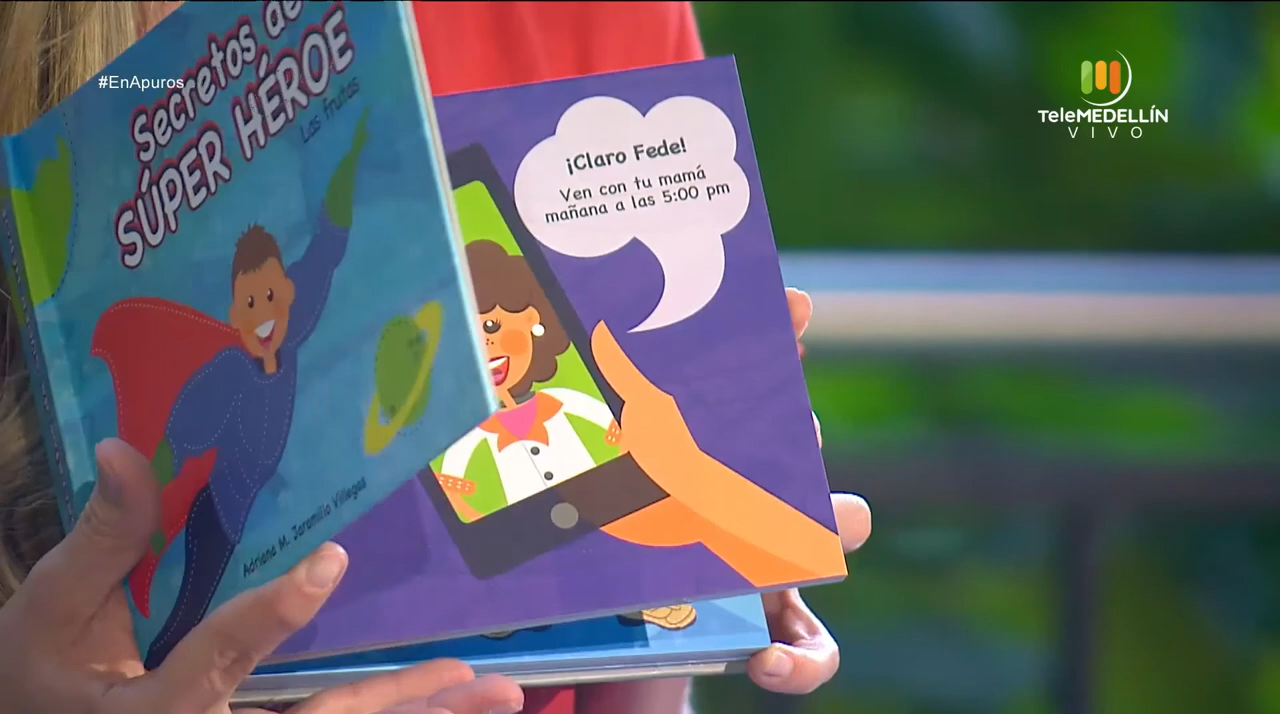 #EnApuros
Secretos de
SÚPER HÉROE
Las frutas
Adriana M. Jaramillo Villegas
¡Claro Fede!
Ven con tu mamá
mañana a las 5:00 pm
TeleMEDELLÍN
VIVO